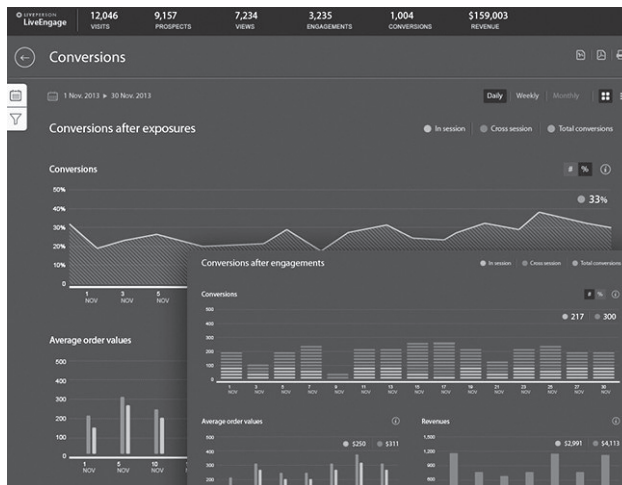 LIVEPERSON
LiveEngage
12,046
VISITS
9,157
PROSPECTS
7,234
VIEWS
3,235
ENGAGEMENTS
1,004
CONVERSIONS
$159,003
REVENUE
Conversions
1 Nov. 2013 ▸ 30 Nov. 2013
Daily Weekly Monthly
Conversions after exposures
In session Cross session Total conversions
Conversions
# %
33%
50%
40%
30%
20%
10%
0
1 3 5
NOV NOV NOV
Average order values
500
400
300
200
100
0
1 5 10
NOV NOV NOV
Conversions after engagements
In session Cross session Total conversions
Conversions
# %
217 300
500
400
300
200
100
0
1 3 5 7 9 11 13 15 17 19 21 23 25 27 30
NOV NOV NOV NOV NOV NOV NOV NOV NOV NOV NOV NOV NOV NOV NOV
Average order values
$250 $311
500
400
300
200
Revenues
$2,991 $4,113
1,500
1,200
900
600